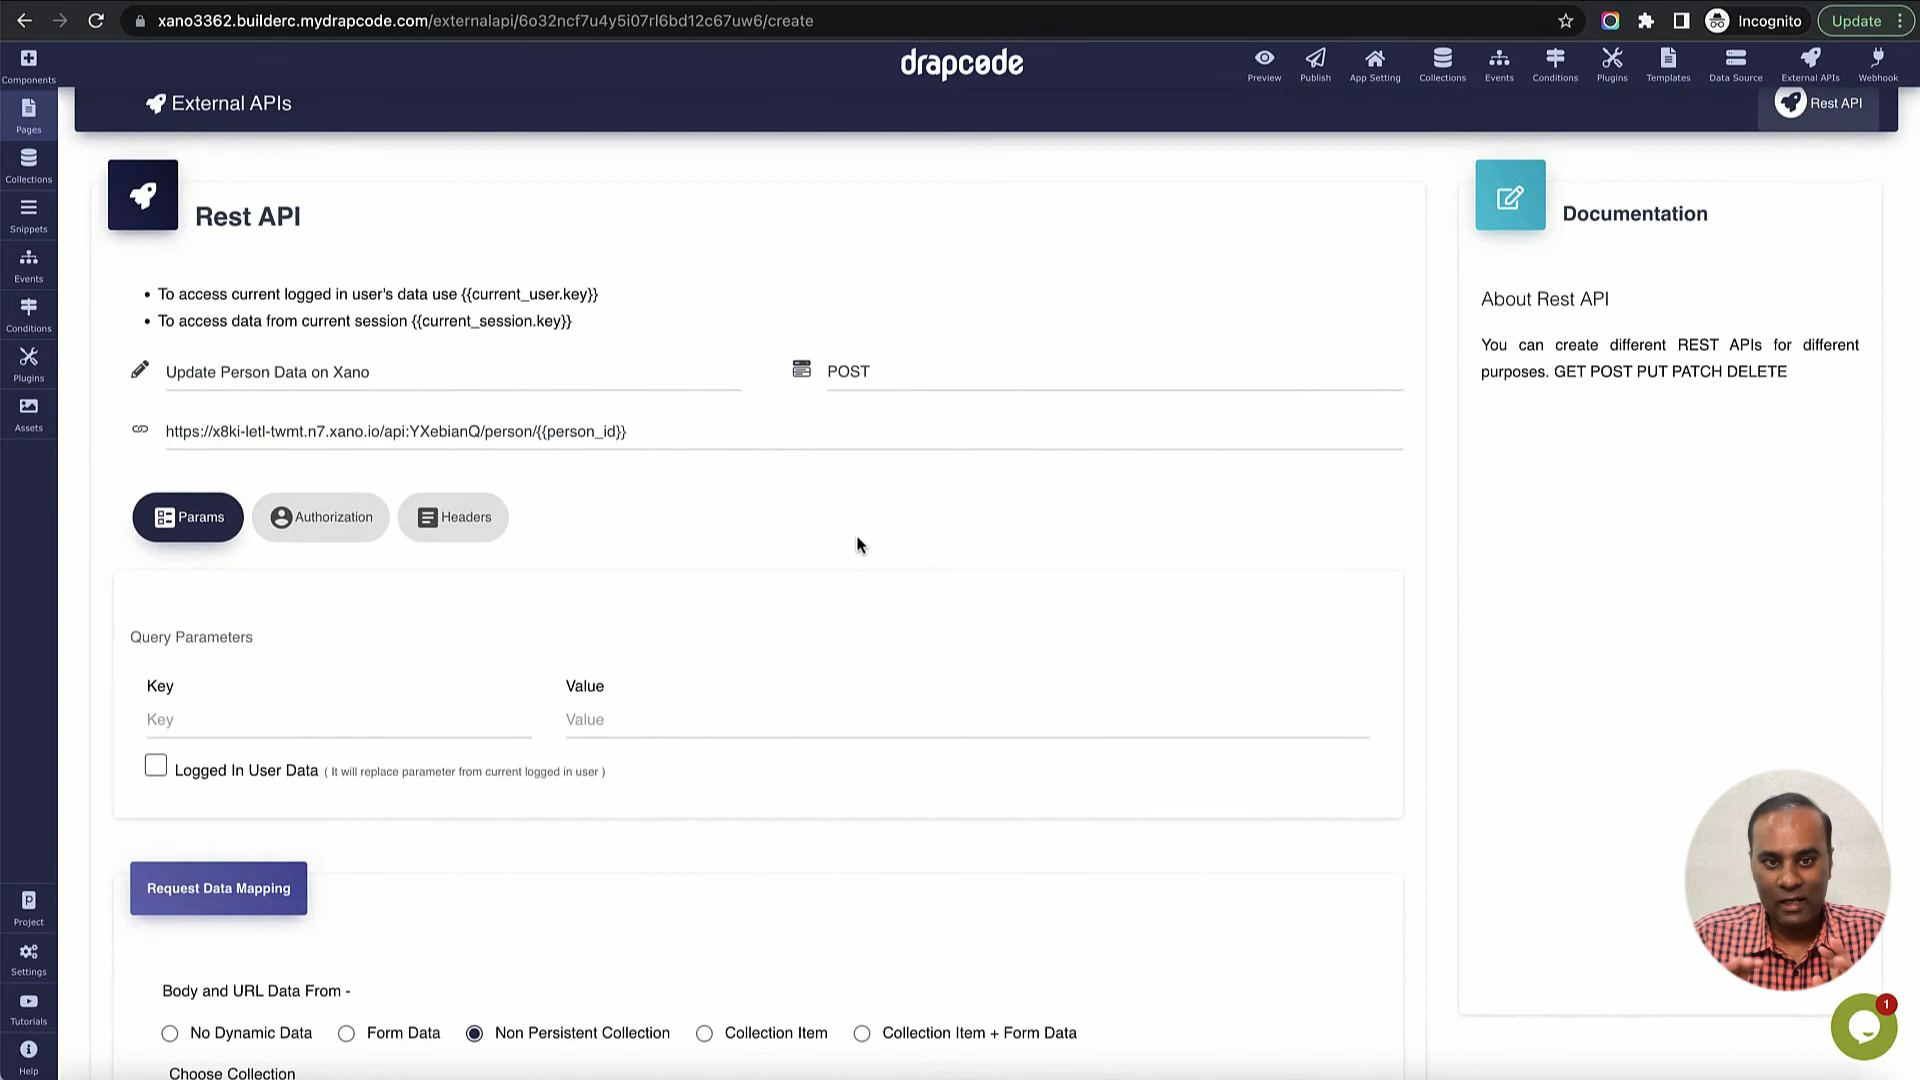 xano3362.builderc.mydrapcode.com/externalapi/6o32ncf7u4y5i07rl6bd12c67uw6/create
Incognito
Update
Components
drapcode
Preview
Publish
App Setting
Collections
Events
Conditions
Plugins
Templates
Data Source
External APIs
Webhook
External APIs
Rest API
Pages
Collections
Snippets
Events
Conditions
Plugins
Assets
Project
Settings
Tutorials
Help
Rest API
• To access current logged in user's data use {{current_user.key}}
• To access data from current session {{current_session.key}}
Update Person Data on Xano
POST
https://x8ki-letl-twmt.n7.xano.io/api:YXebianQ/person/{{person_id}}
Params
Authorization
Headers
Query Parameters
Key
Value
Key
Value
Logged In User Data ( It will replace parameter from current logged in user )
Request Data Mapping
Body and URL Data From -
No Dynamic Data
Form Data
Non Persistent Collection
Collection Item
Collection Item + Form Data
Choose Collection
Documentation
About Rest API
You can create different REST APIs for different
purposes. GET POST PUT PATCH DELETE
1